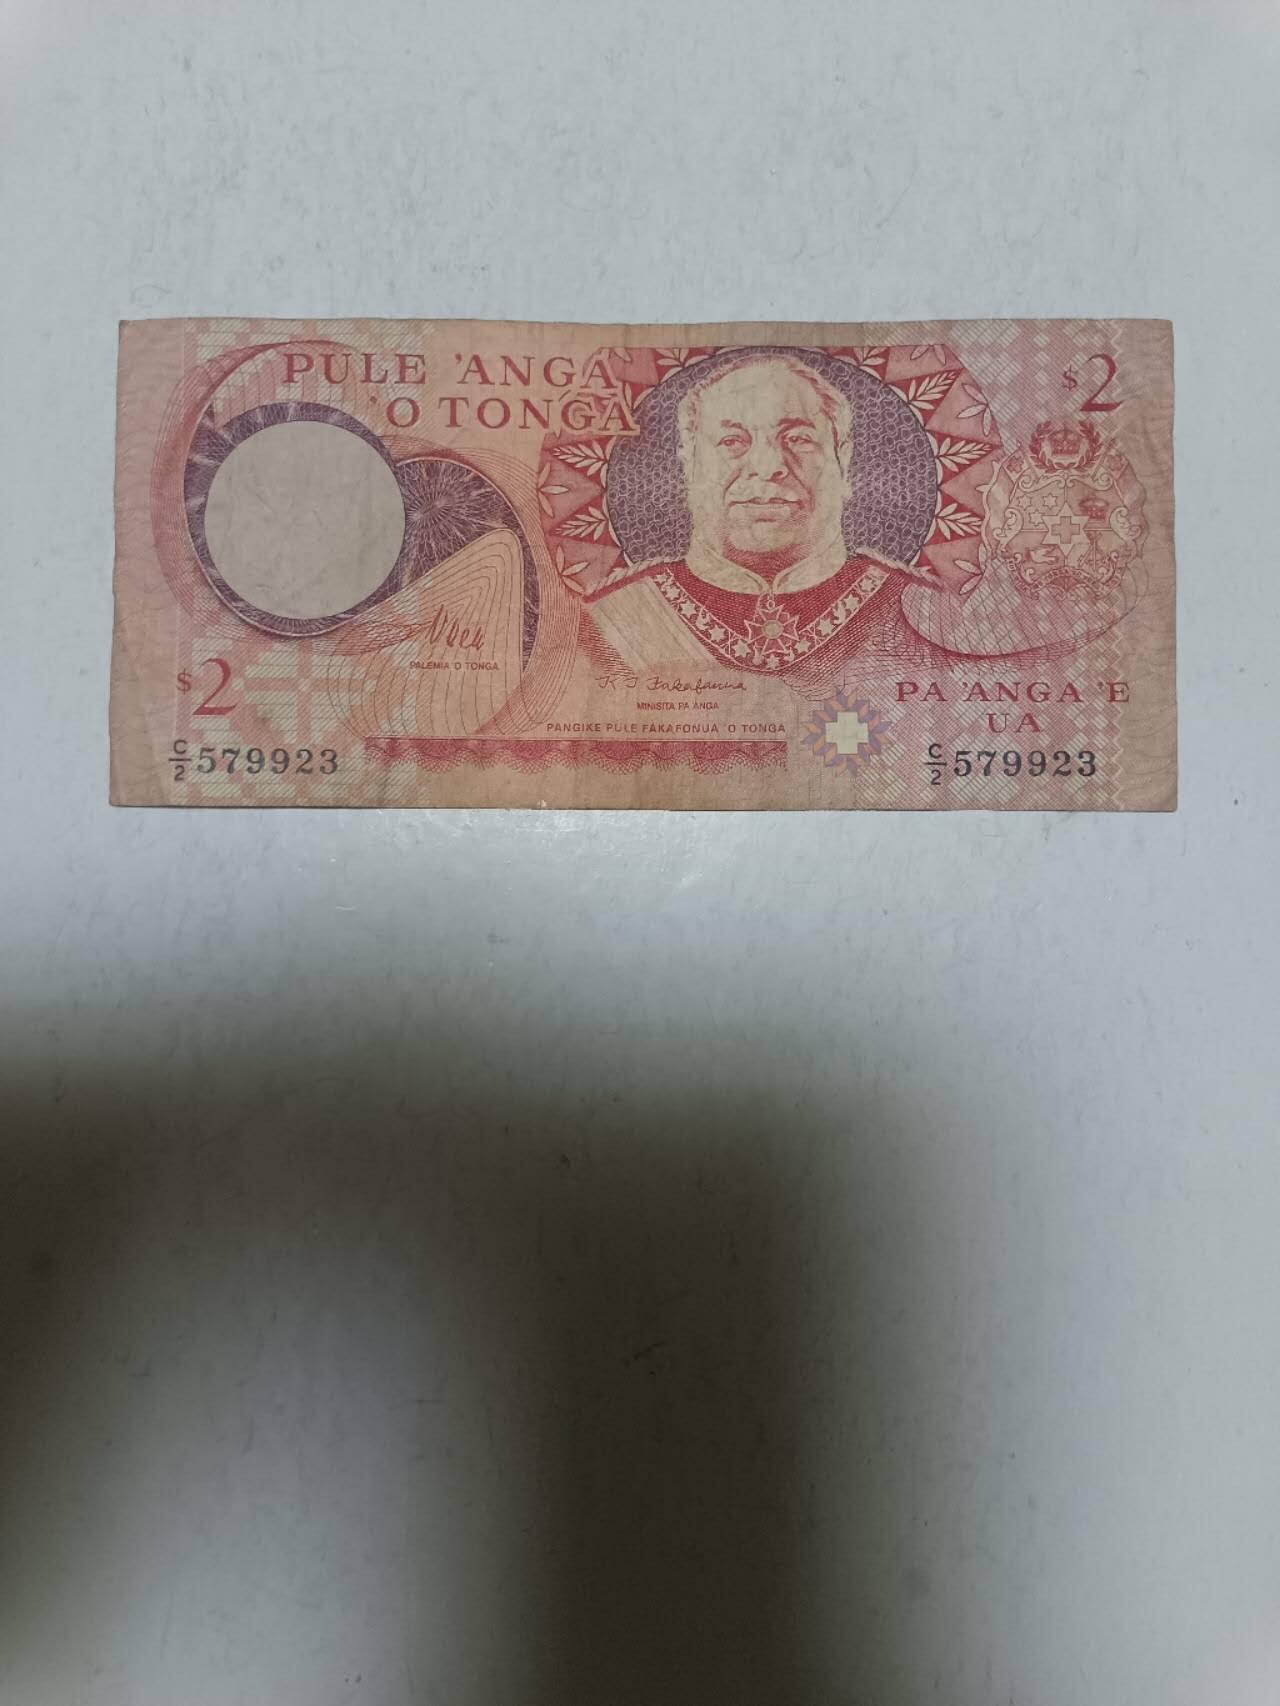 PULE 'ANGA
'O TONGA
$2
PALEMIA 'O TONGA
K T Fakafanua
MINISITA PA'ANGA
PANGIKE PULE FAKAFONUA 'O TONGA
$2
PA'ANGA 'E
UA
C/2 579923
C/2 579923